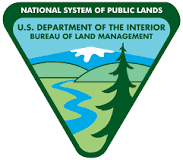 NATIONAL SYSTEM OF PUBLIC LANDS
U.S. DEPARTMENT OF THE INTERIOR
BUREAU OF LAND MANAGEMENT